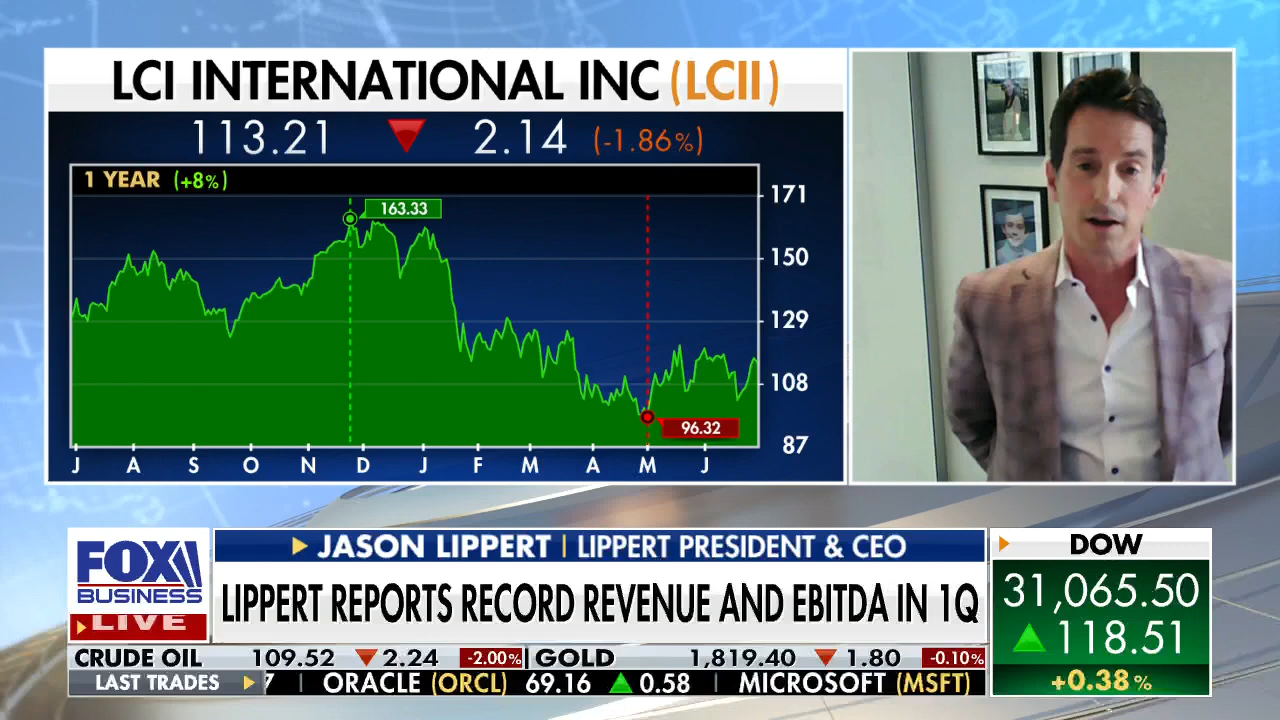 LCI INTERNATIONAL INC (LCII)
113.21 ▼ 2.14 (-1.86%)
1 YEAR (+8%)
163.33
171
150
129
108
87
96.32
J A S O N D J F M A M J
FOX BUSINESS
LIVE
JASON LIPPERT | LIPPERT PRESIDENT & CEO
LIPPERT REPORTS RECORD REVENUE AND EBITDA IN 1Q
DOW
31,065.50
▲ 118.51
+0.38%
CRUDE OIL 109.52 ▼ 2.24 -2.00% | GOLD 1,819.40 ▼ 1.80 -0.10%
LAST TRADES 7 | ORACLE (ORCL) 69.16 ▲ 0.58 | MICROSOFT (MSFT)